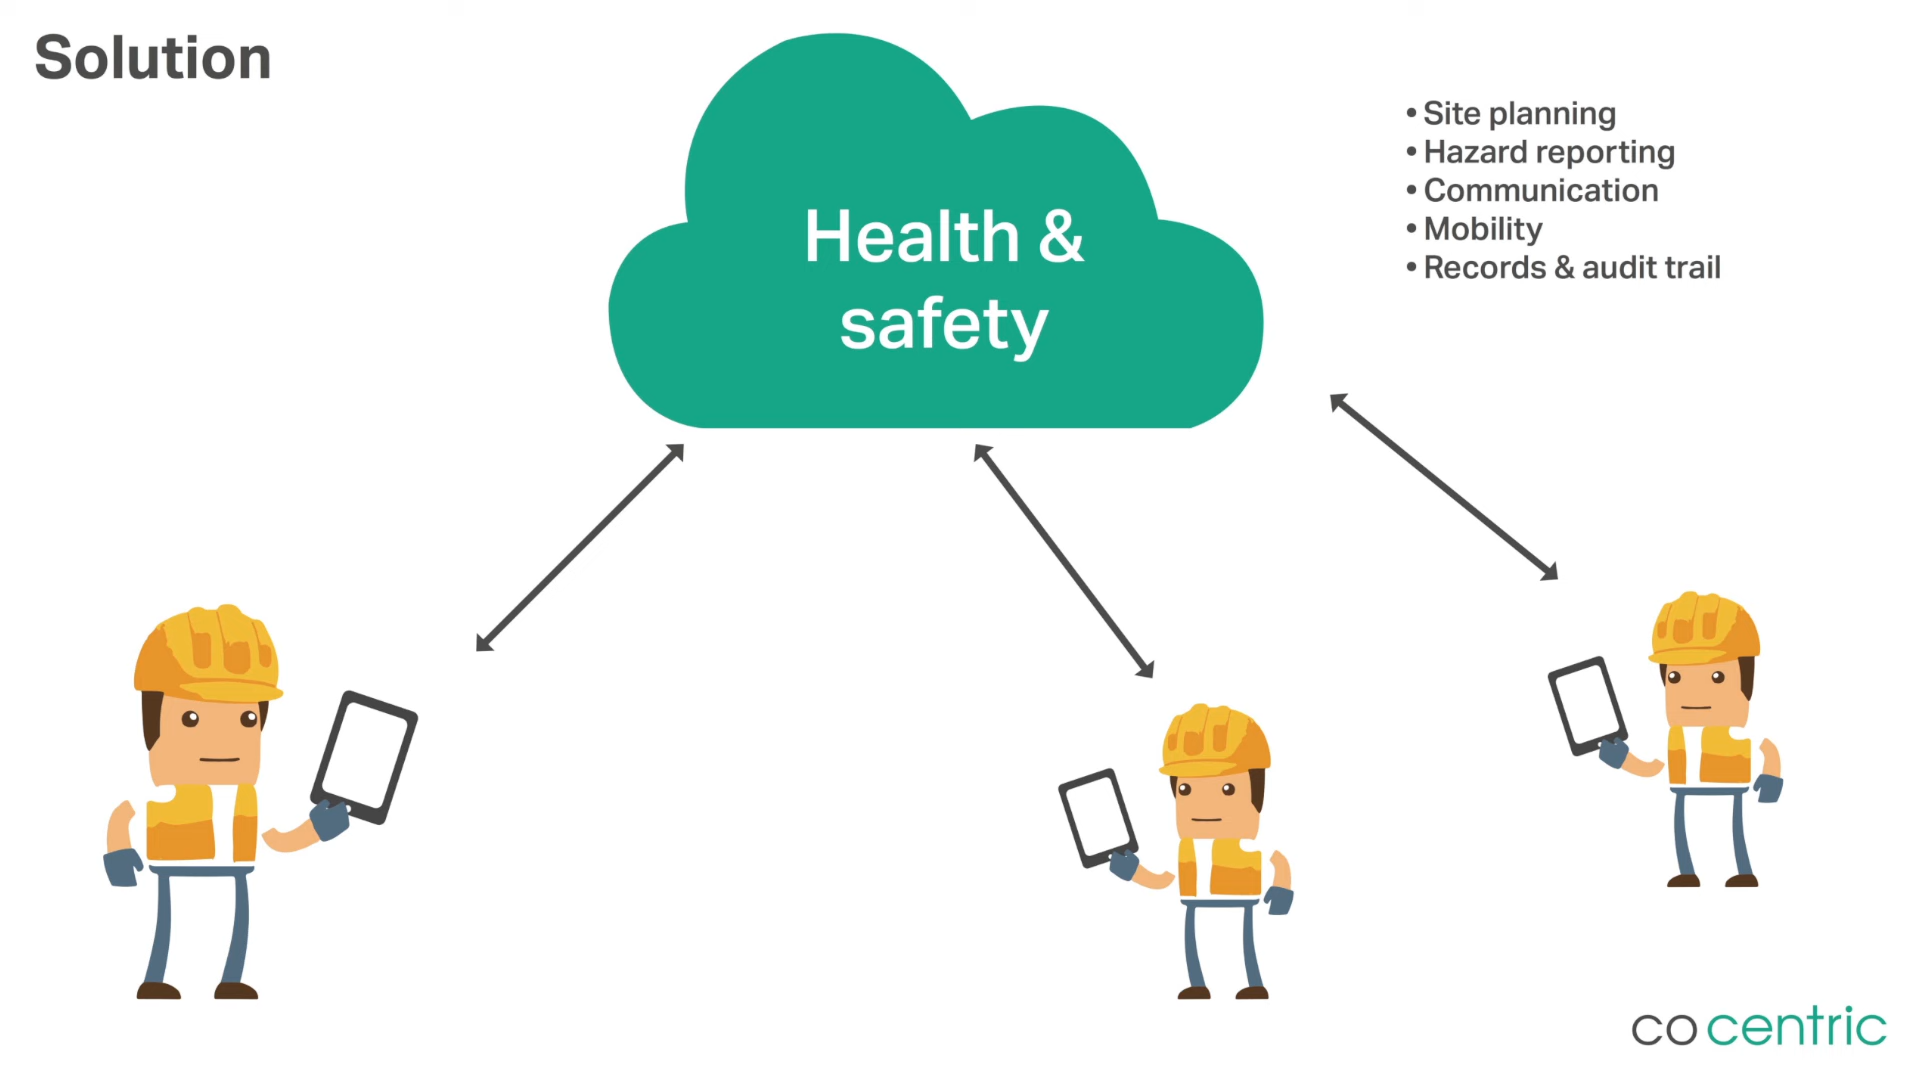 Solution
Health &
safety
• Site planning
• Hazard reporting
• Communication
• Mobility
• Records & audit trail
co centric